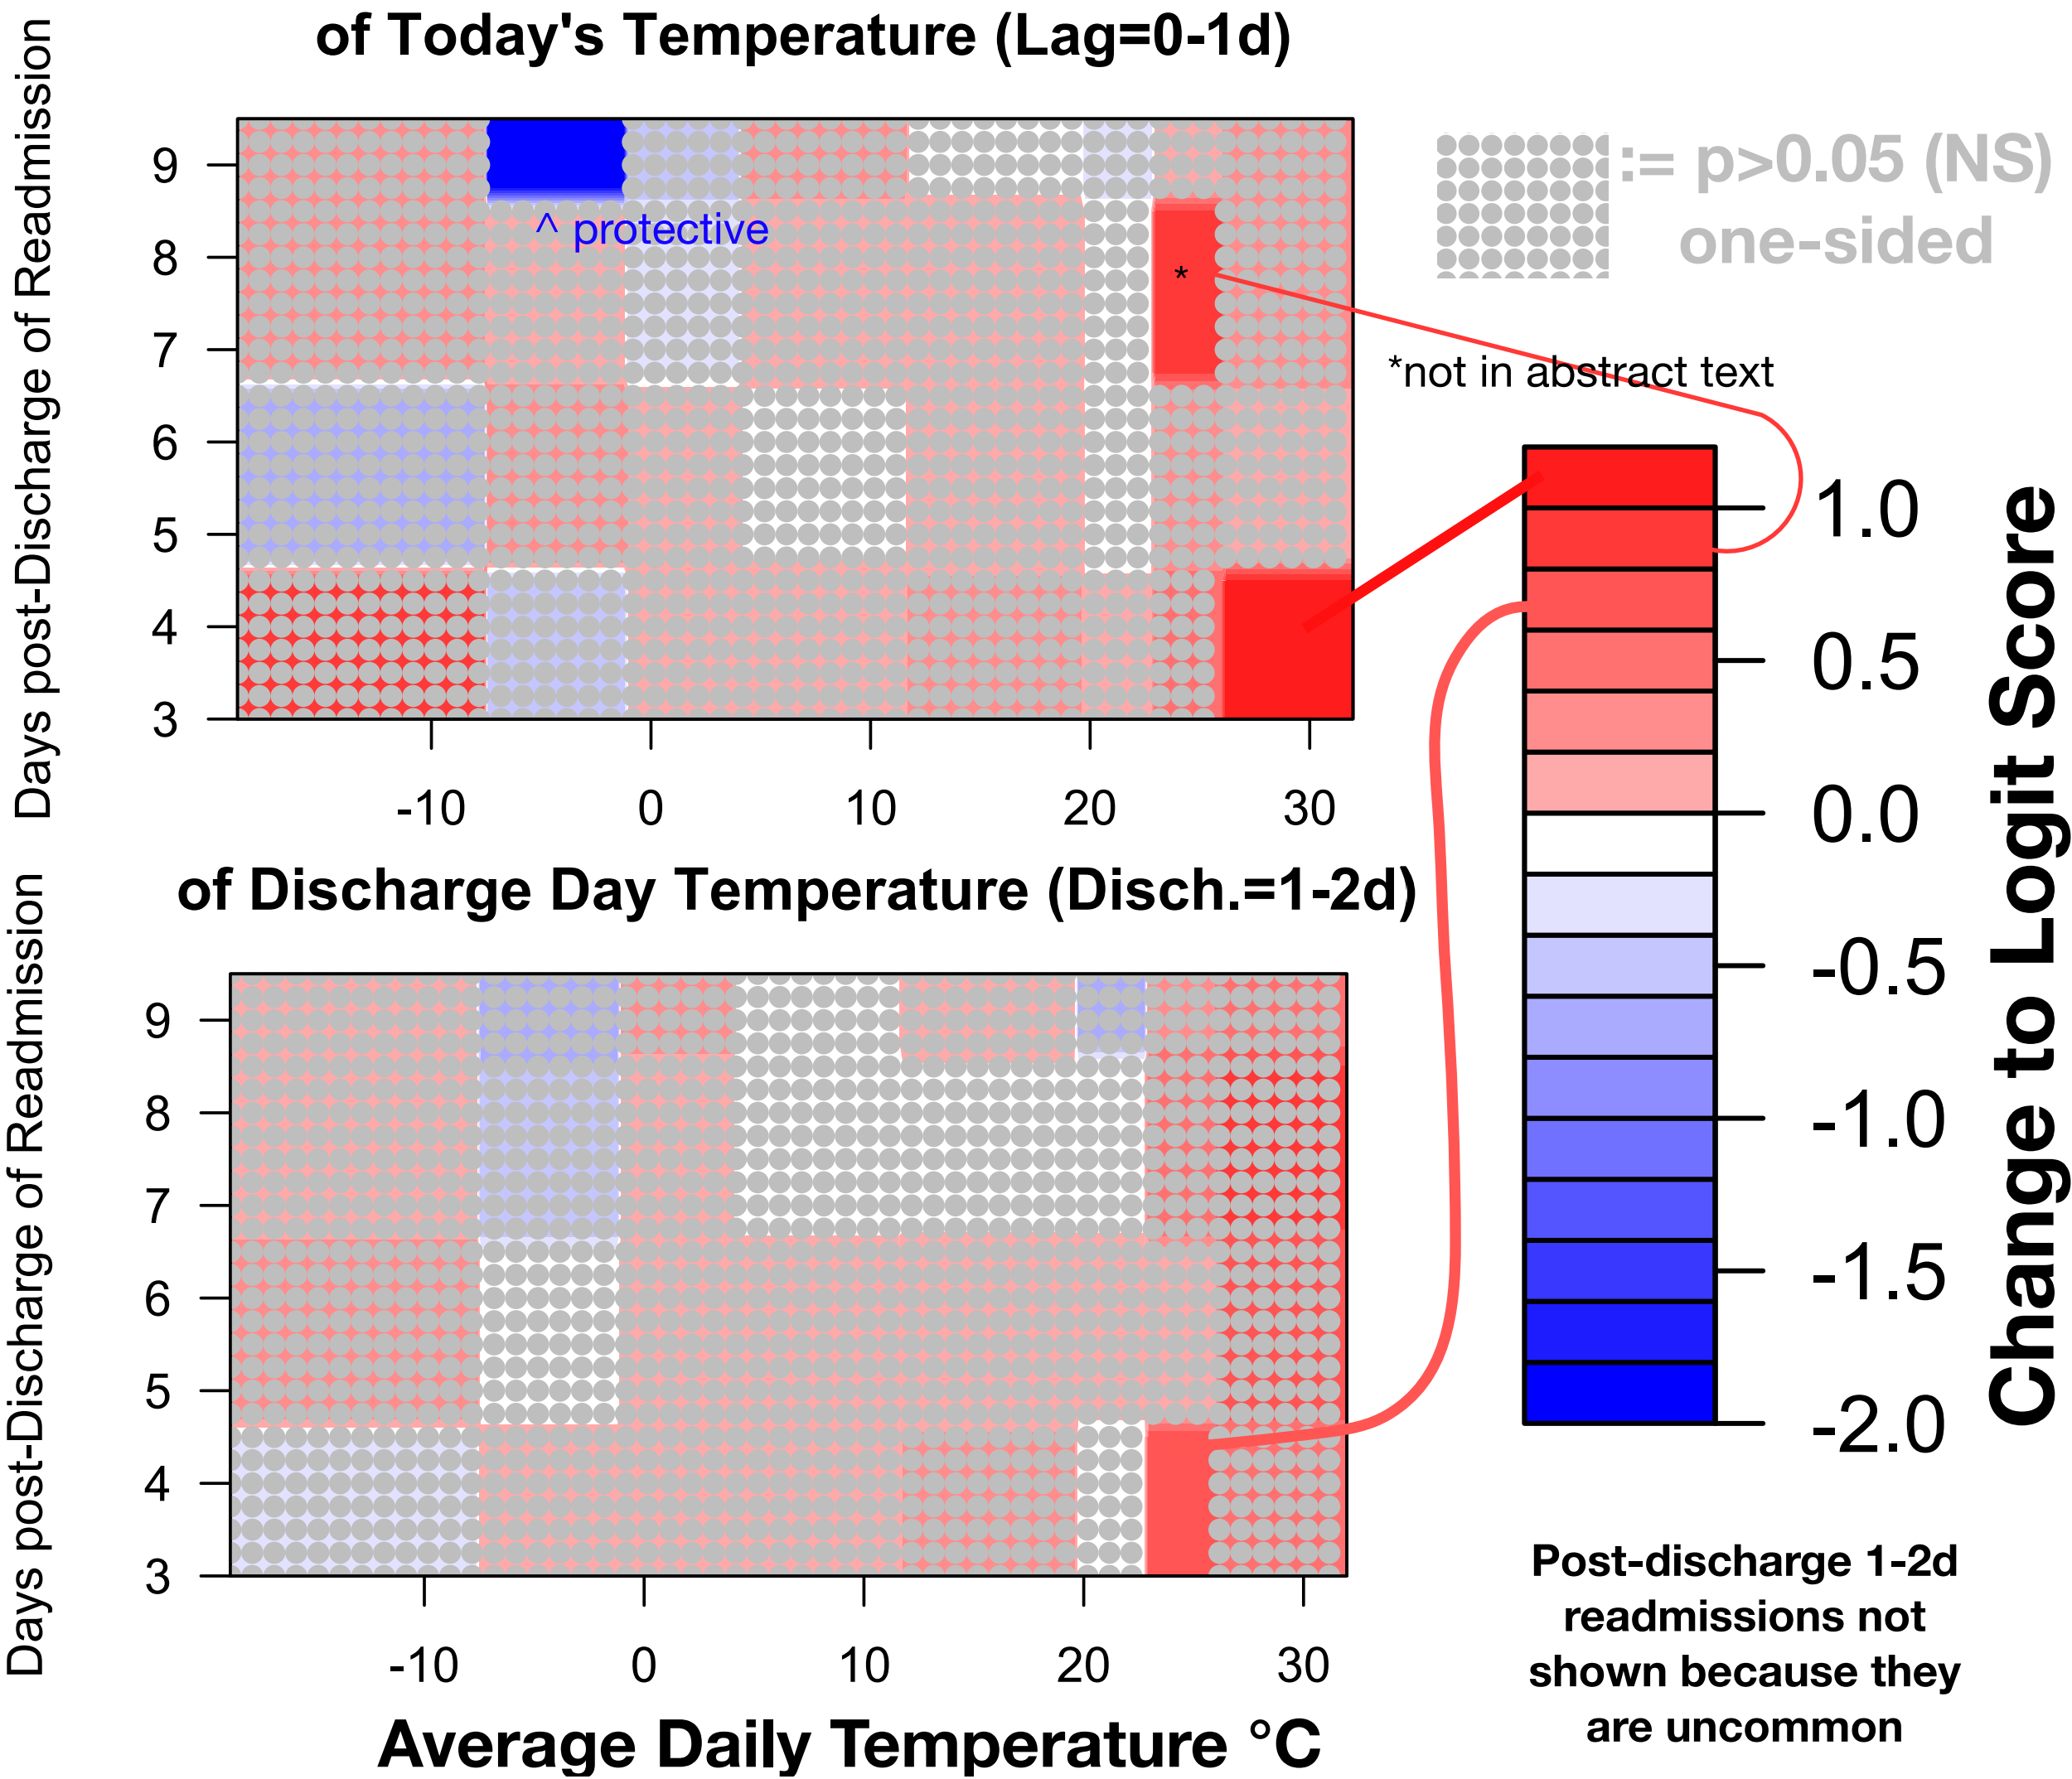 of Today's Temperature (Lag=0-1d)
Days post-Discharge of Readmission
9
8
7
6
5
4
3
^ protective
*
-10 0 10 20 30
:= p>0.05 (NS)
one-sided
*not in abstract text
1.0
0.5
0.0
-0.5
-1.0
-1.5
-2.0
Change to Logit Score
of Discharge Day Temperature (Disch.=1-2d)
Days post-Discharge of Readmission
9
8
7
6
5
4
3
-10 0 10 20 30
Average Daily Temperature °C
Post-discharge 1-2d
readmissions not
shown because they
are uncommon